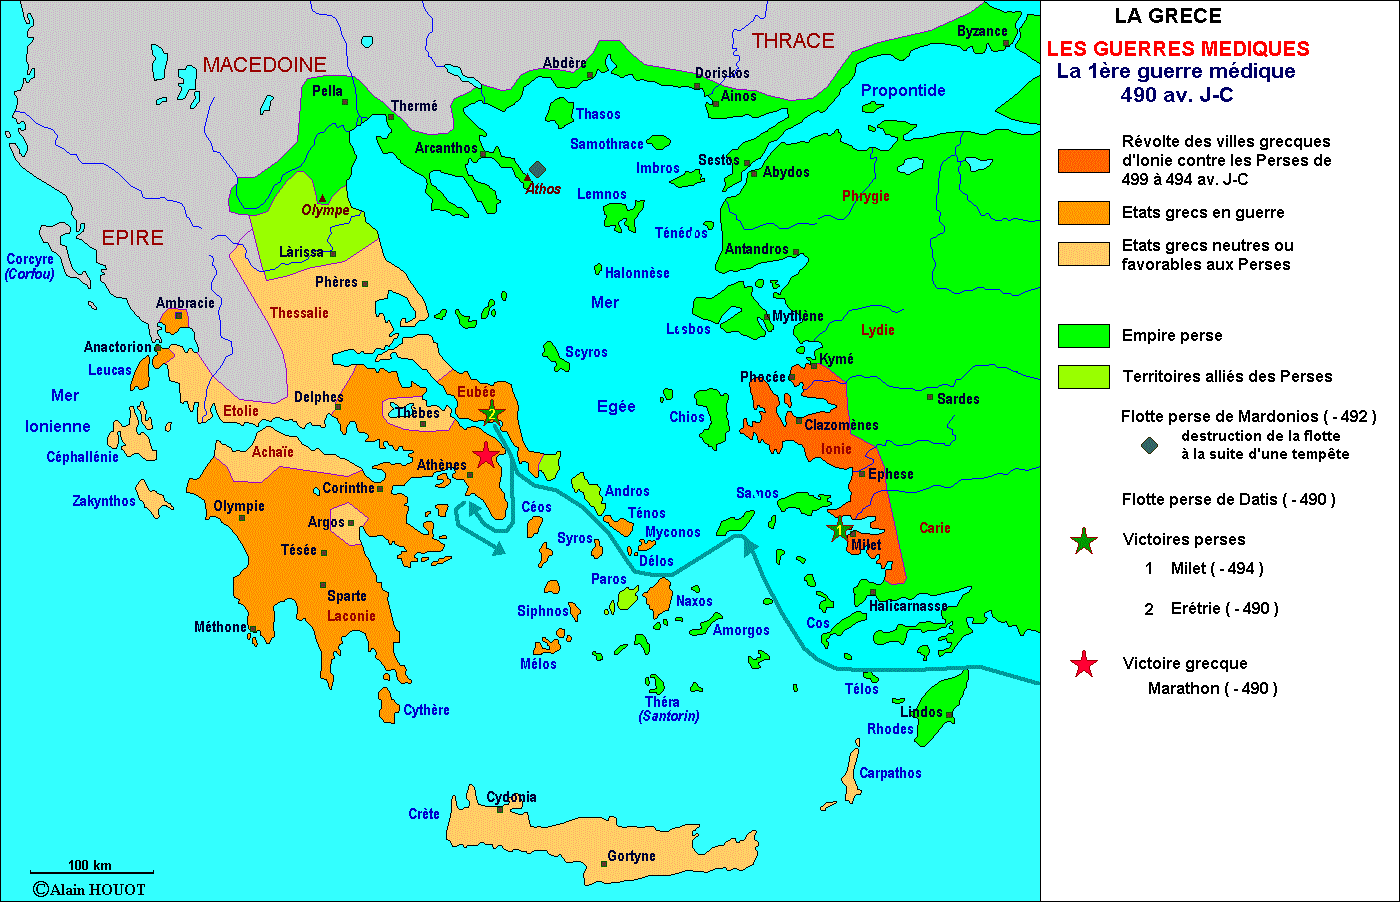 LA GRECE
LES GUERRES MEDIQUES
La 1ère guerre médique
490 av. J-C
Révolte des villes grecques
d'Ionie contre les Perses de
499 à 494 av. J-C
Etats grecs en guerre
Etats grecs neutres ou
favorables aux Perses
Empire perse
Territoires alliés des Perses
Flotte perse de Mardonios ( - 492 )
destruction de la flotte
à la suite d'une tempête
Flotte perse de Datis ( - 490 )
Victoires perses
1 Milet ( - 494 )
2 Erétrie ( - 490 )
Victoire grecque
Marathon ( - 490 )
Byzance
THRACE
MACEDOINE
Abdère
Doriskos
Pella
Thermé
Ainos
Propontide
Thasos
Samothrace
Arcanthos
Sestos
Imbros
Abydos
Athos
Lemnos
Phrygie
Olympe
Ténédos
EPIRE
Làrissa
Antandros
Corcyre
(Corfou)
Halonnèse
Phères
Mer
Ambracie
Thessalie
Mytilène
Lesbos
Lydie
Anactorion
Scyros
Kymé
Leucas
Phocée
Mer
Eubée
Delphes
Sardes
Egée
Etolie
Thèbes
2
Chios
Ionienne
Clazomènes
Achaïe
Ionie
Céphallénie
Athènes
Ephese
Corinthe
Andros
Samos
Zakynthos
Olympie
Céos
Ténos
Argos
Myconos
Carie
1
Milet
Tésée
Syros
Délos
Paros
Sparte
Naxos
Halicarnasse
Siphnos
Laconie
Cos
Méthone
Amorgos
Mélos
Télos
Théra
(Santorin)
Cythère
Lindos
Rhodes
Carpathos
Cydonia
Crète
Gortyne
100 km
©Alain HOUOT